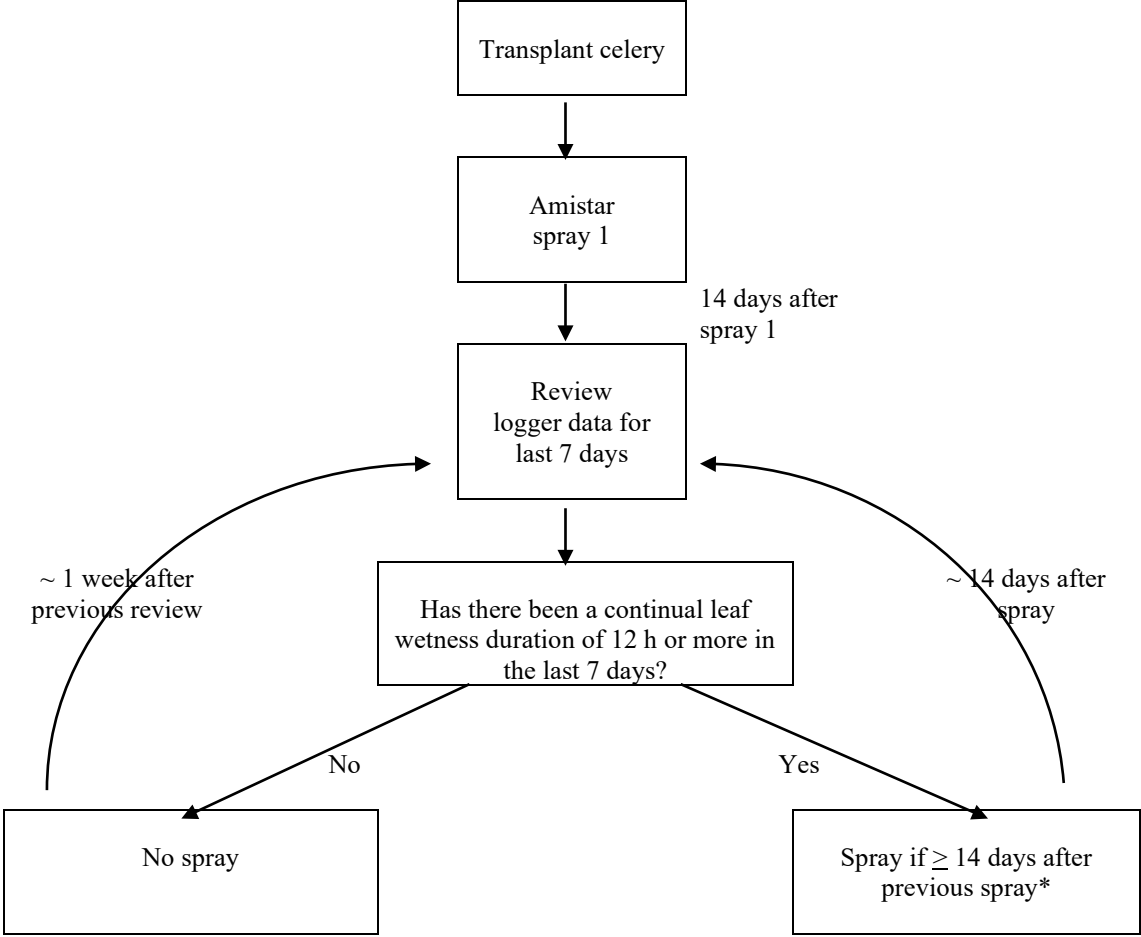 Transplant celery
Amistar
spray 1
14 days after
spray 1
Review
logger data for
last 7 days
~ 1 week after
previous review
~ 14 days after
spray
Has there been a continual leaf
wetness duration of 12 h or more in
the last 7 days?
No
Yes
No spray
Spray if ≥ 14 days after
previous spray*